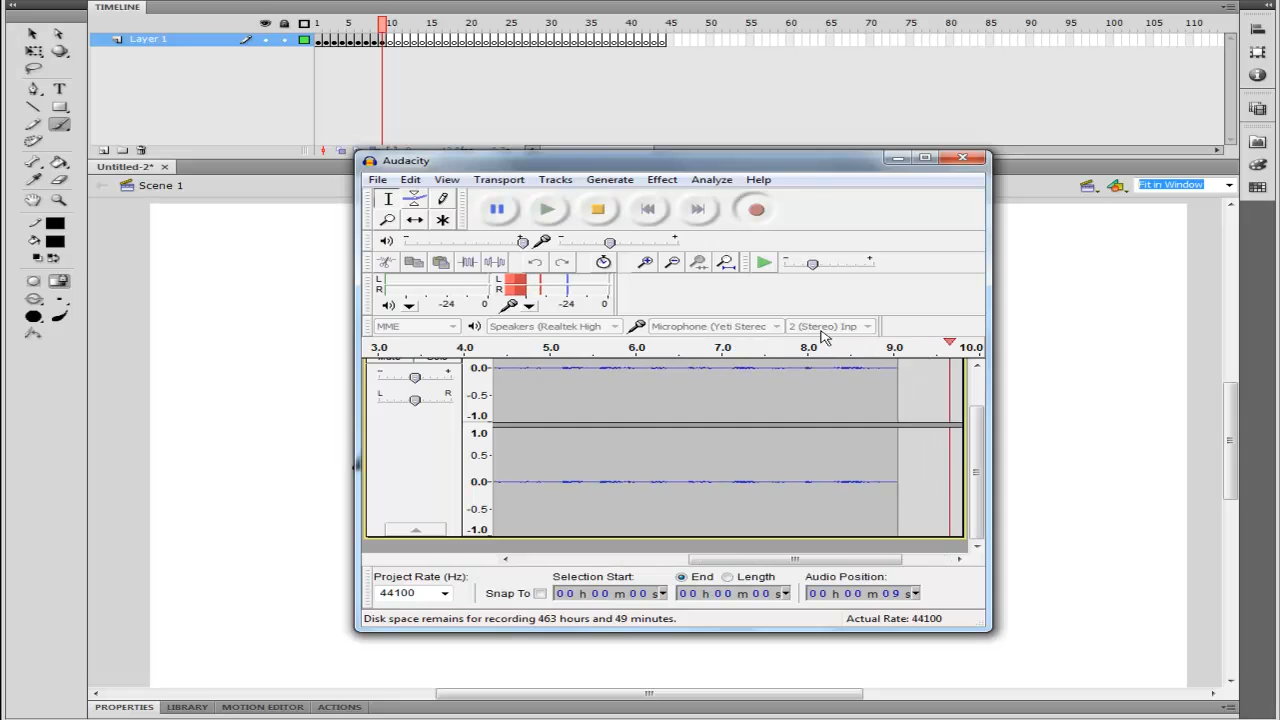 TIMELINE
1 5 10 15 20 25 30 35 40 45 50 55 60 65 70 75 80 85 90 95 100 105 110
Layer 1
Untitled-2*
Scene 1
Fit in Window
Audacity
File Edit View Transport Tracks Generate Effect Analyze Help
L
R
-24 0
L
R
-24 0
MME Speakers (Realtek High Microphone (Yeti Sterec 2 (Stereo) Inp
3.0 4.0 5.0 6.0 7.0 8.0 9.0 10.0
L R
0.0
-0.5
-1.0
1.0
0.5
0.0
-0.5
-1.0
Project Rate (Hz): Selection Start: End Length Audio Position:
44100 Snap To 00 h 00 m 00 s 00 h 00 m 00 s 00 h 00 m 09 s
Disk space remains for recording 463 hours and 49 minutes. Actual Rate: 44100
PROPERTIES LIBRARY MOTION EDITOR ACTIONS